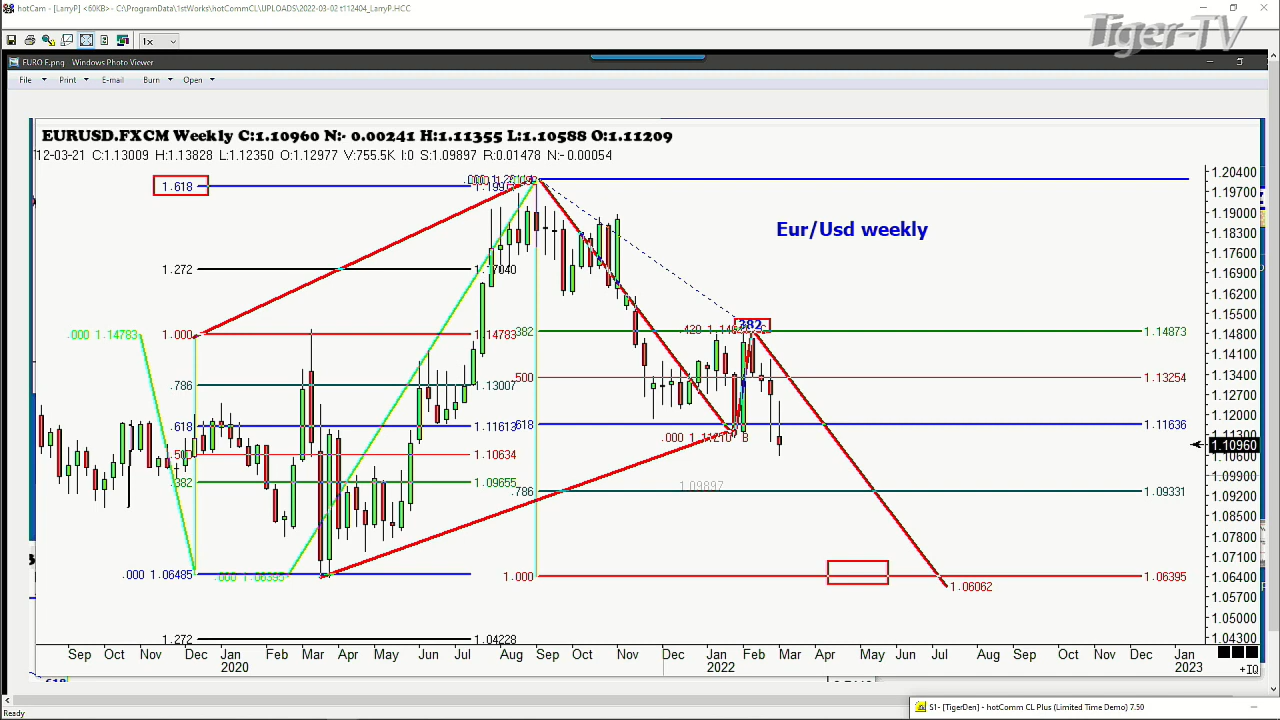 hotCam - [LarryP] <60KB>- C:\ProgramData\1stWorks\hotCommCL\UPLOADS\2022-03-02 t112404_LarryP.HCC
1x
Tiger-TV
EURO F.png - Windows Photo Viewer
File Print E-mail Burn Open
EURUSD.FXCM Weekly C:1.10960 N:- 0.00241 H:1.11355 L:1.10588 O:1.11209
12-03-21 C:1.13009 H:1.13828 L:1.12350 O:1.12977 V:755.5K I:0 S:1.09897 R:0.01478 N:-0.00054
1.20400
1.618
1.19700
1.19000
Eur/Usd weekly
1.18300
1.17600
1.272 1.17040
1.16900
1.16200
1.15500
.382
.000 1.14783 1.000 1.14783 .382 1.14873
1.14800
1.14100
1.13400
.786 1.13007 .500 1.13254
1.12700
1.12000
.618 1.11613 .618 1.11636
1.11300
1.10960
.500 1.10634
1.10600
1.09900
.382 1.09655 1.09897
.786 1.09331
1.09200
1.08500
1.07800
1.07100
.000 1.06485 .000 1.06395 1.000 1.06395
1.06400
1.06062
1.05700
1.05000
1.272 1.04228
1.04300
Sep Oct Nov Dec Jan Feb Mar Apr May Jun Jul Aug Sep Oct Nov Dec Jan Feb Mar Apr May Jun Jul Aug Sep Oct Nov Dec Jan
2020 2022 2023
+IQ
S1- [TigerDen] - hotComm CL Plus (Limited Time Demo) 7.50
Ready